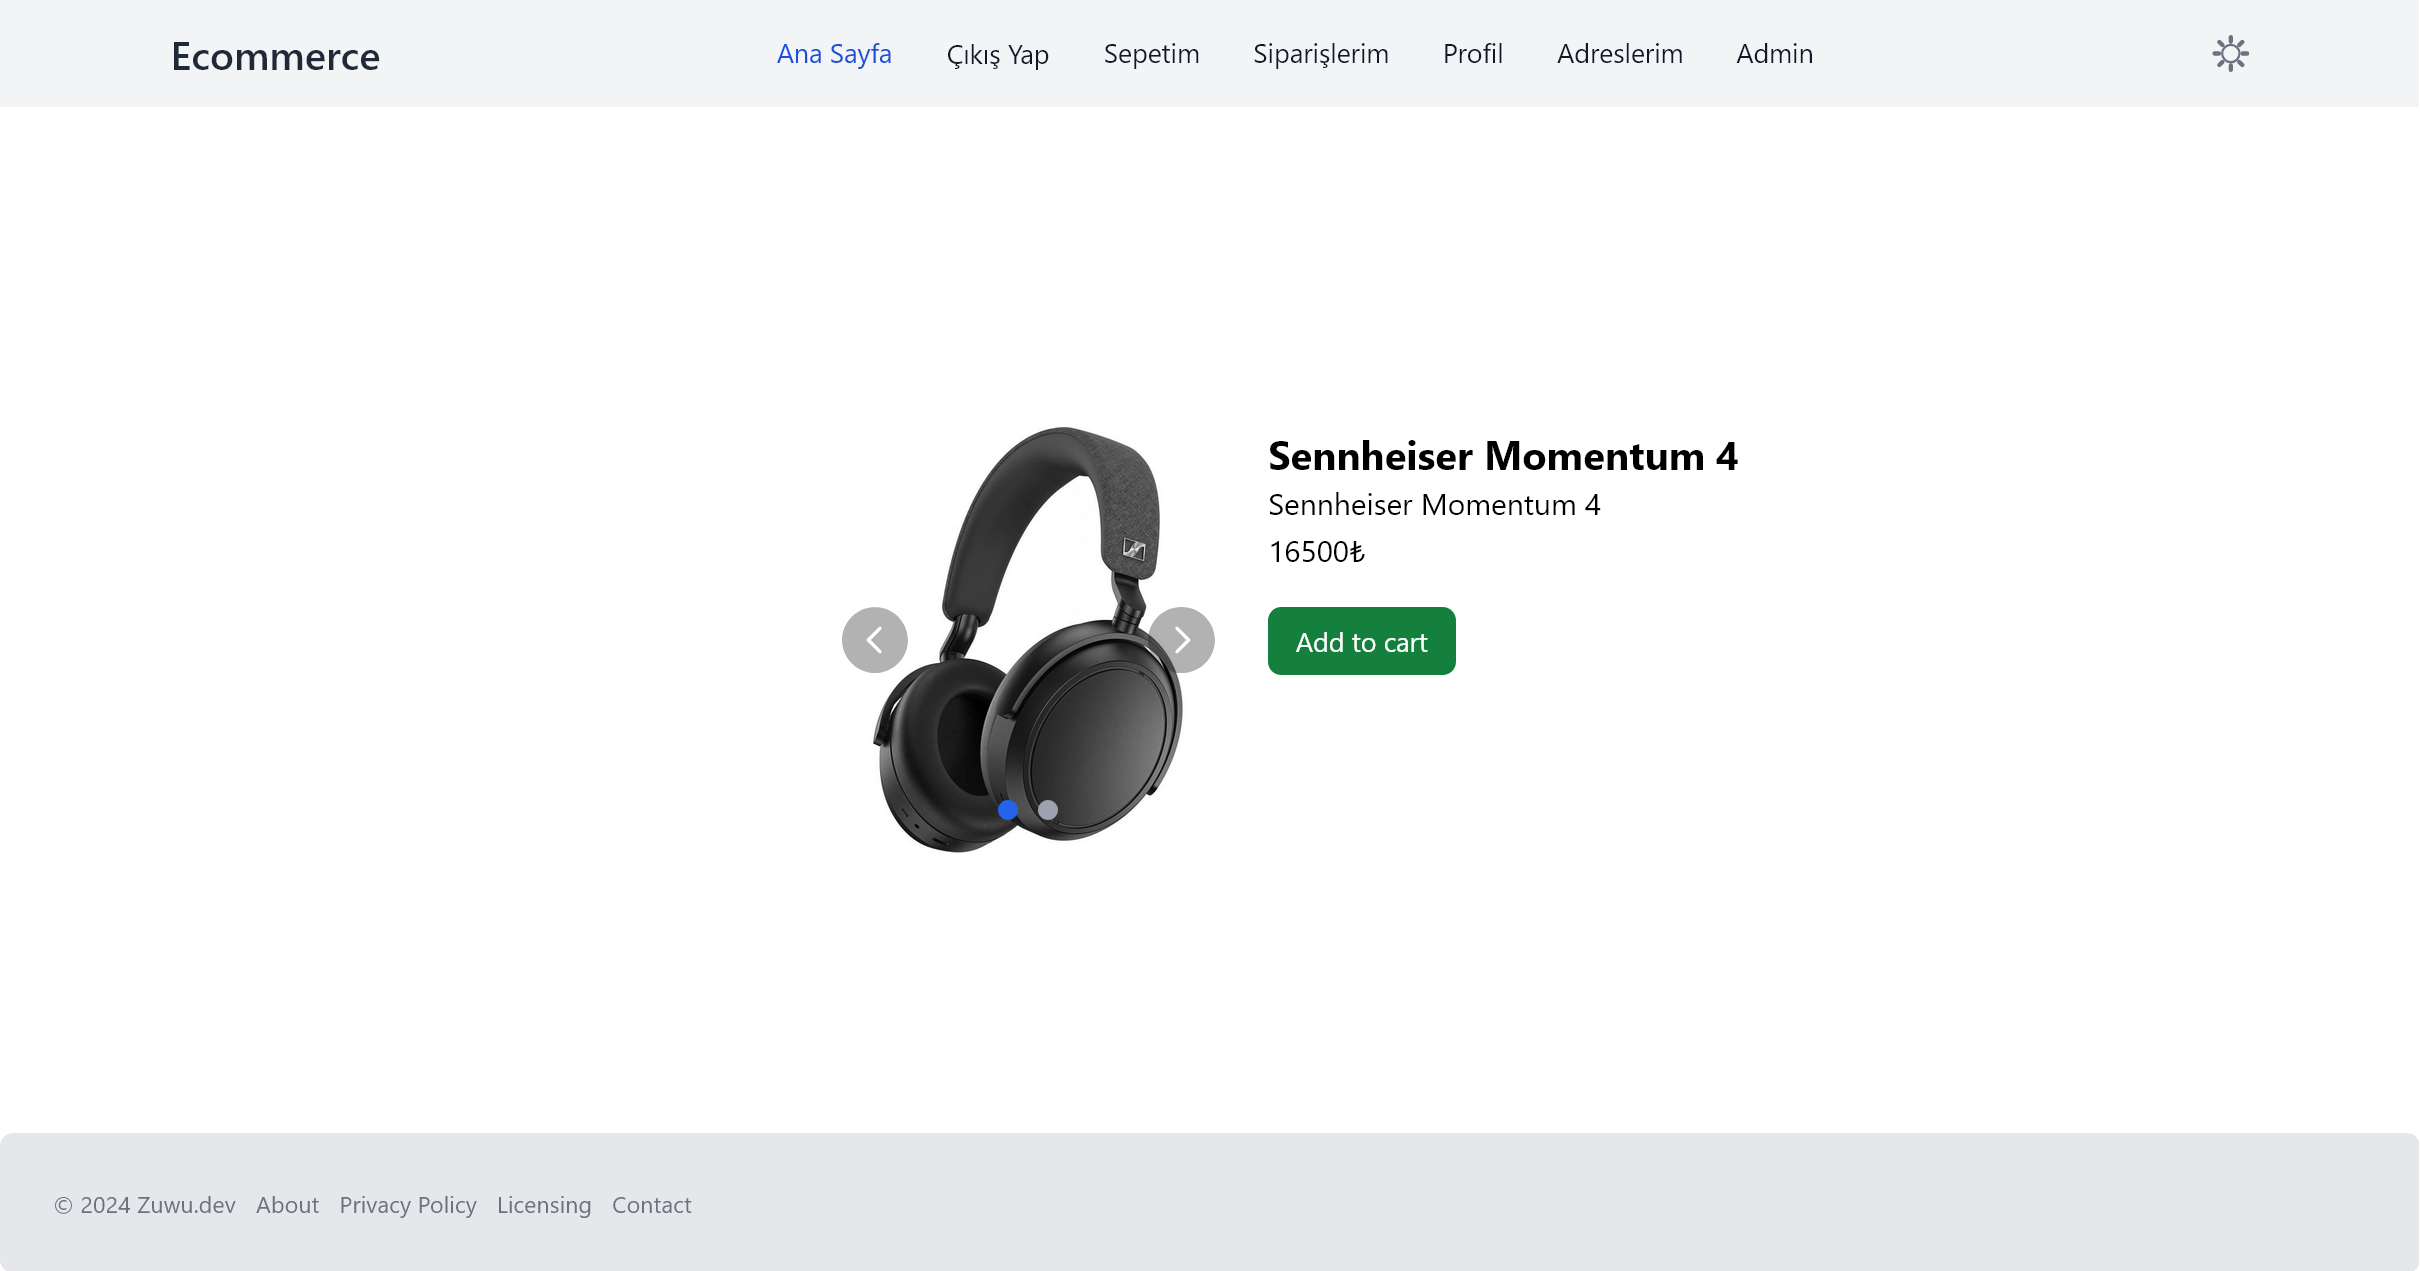 Ecommerce
Ana Sayfa
Çıkış Yap
Sepetim
Siparişlerim
Profil
Adreslerim
Admin
Sennheiser Momentum 4
Sennheiser Momentum 4
16500₺
Add to cart
© 2024 Zuwu.dev About Privacy Policy Licensing Contact